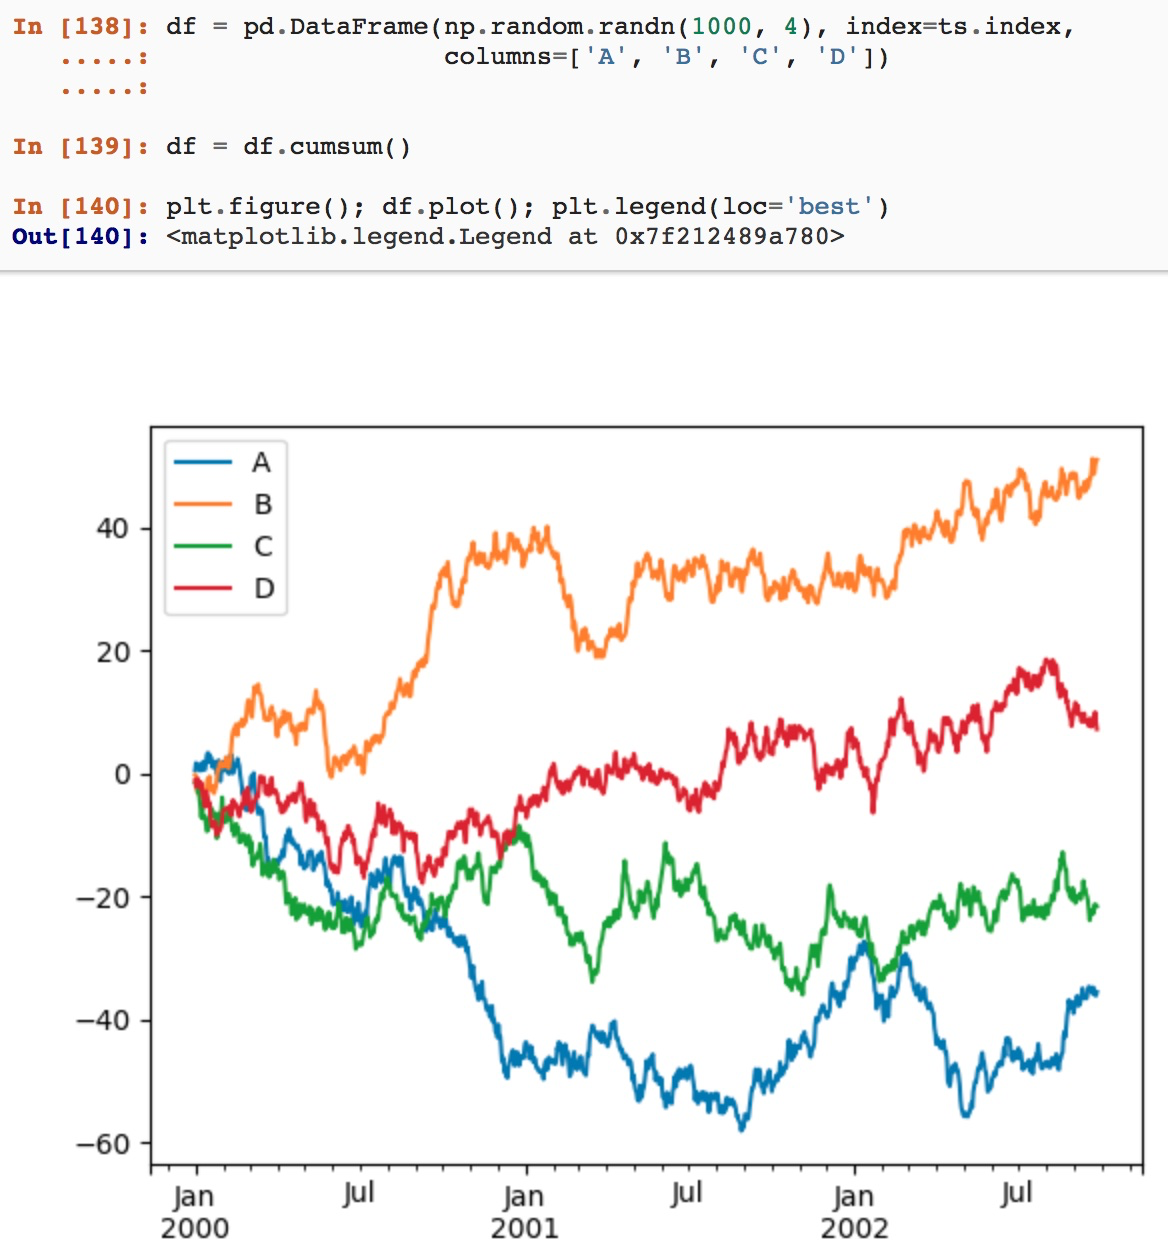 In [138]: df = pd.DataFrame(np.random.randn(1000, 4), index=ts.index,
.....:                   columns=['A', 'B', 'C', 'D'])
.....:
In [139]: df = df.cumsum()
In [140]: plt.figure(); df.plot(); plt.legend(loc='best')
Out[140]: <matplotlib.legend.Legend at 0x7f212489a780>
A
B
C
D
40
20
0
−20
−40
−60
Jan Jul Jan Jul Jan Jul
2000 2001 2002